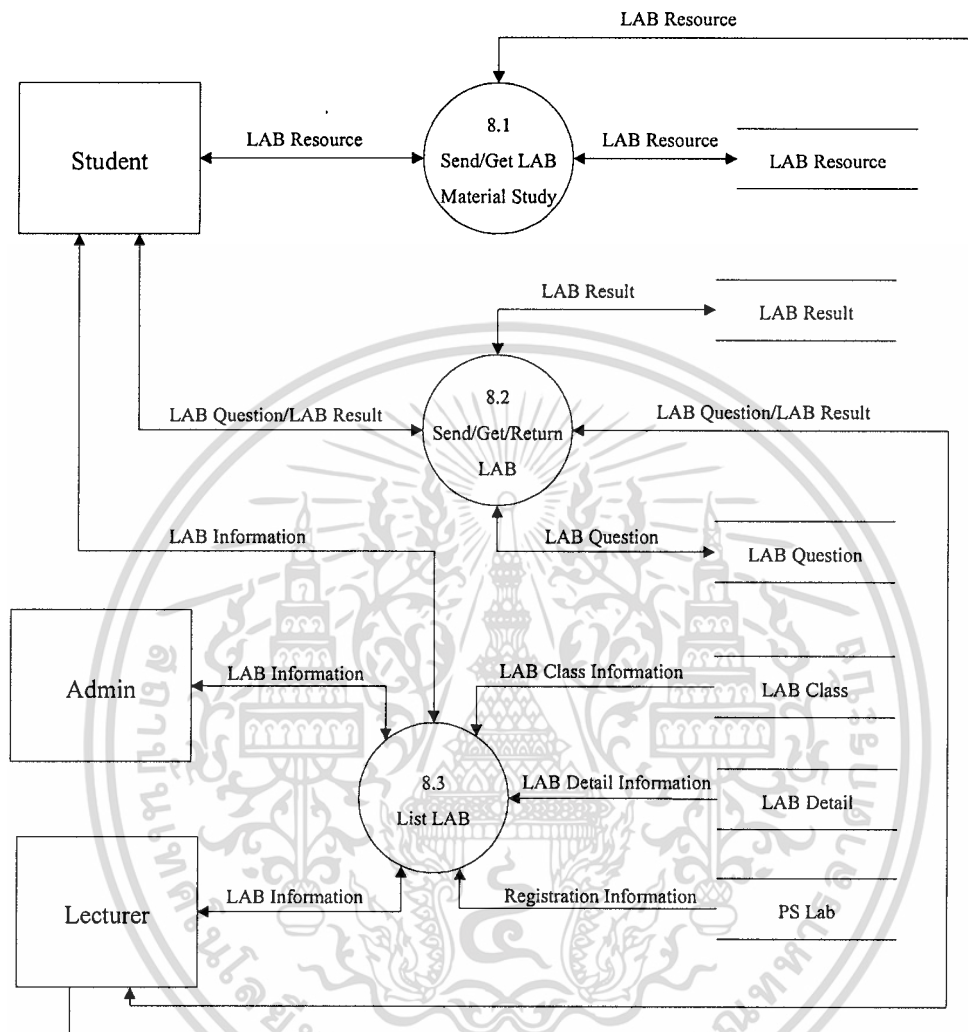 LAB Resource
Student
LAB Resource
8.1
Send/Get LAB
Material Study
LAB Resource
LAB Resource
LAB Result
LAB Result
LAB Question/LAB Result
8.2
Send/Get/Return
LAB
LAB Question/LAB Result
LAB Information
LAB Question
LAB Question
Admin
LAB Information
LAB Class Information
LAB Class
8.3
List LAB
LAB Detail Information
LAB Detail
Lecturer
LAB Information
Registration Information
PS Lab